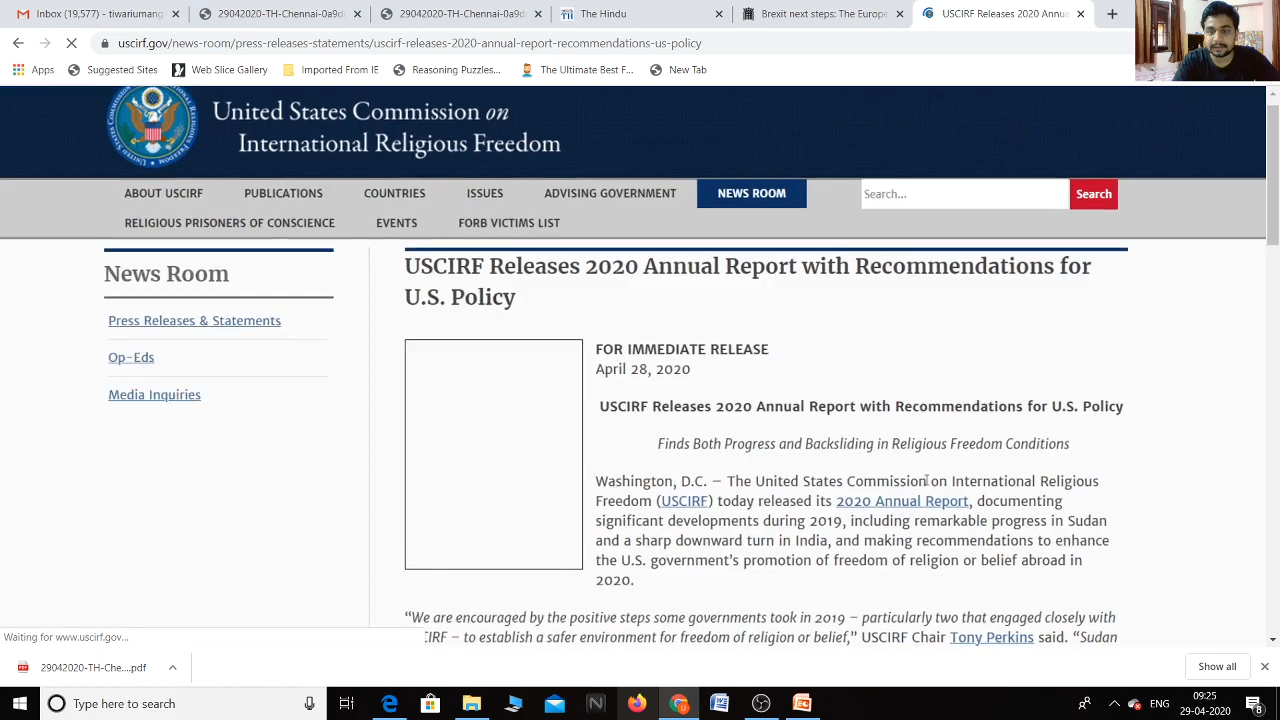 Inbox (1,390) - vivekana
2920042020-TH-Chennai-0a9dc
2920042020-TH-Chennai-0a9dc
The Hindu
Brexit next steps: The Europe
USCIRF Releases 2020 Annua
uscirf.gov/news-room/press-releases-statements/uscirf-releases-2020-annual-report-recommendations-us-policy
Apps
Suggested Sites
Web Slice Gallery
Imported From IE
Reasoning/Puzzles...
The Ultimate Best F...
New Tab
United States Commission on
International Religious Freedom
ABOUT USCIRF PUBLICATIONS COUNTRIES ISSUES ADVISING GOVERNMENT NEWS ROOM
Search...
Search
RELIGIOUS PRISONERS OF CONSCIENCE EVENTS FORB VICTIMS LIST
News Room
Press Releases & Statements
Op-Eds
Media Inquiries
USCIRF Releases 2020 Annual Report with Recommendations for
U.S. Policy
FOR IMMEDIATE RELEASE
April 28, 2020
USCIRF Releases 2020 Annual Report with Recommendations for U.S. Policy
Finds Both Progress and Backsliding in Religious Freedom Conditions
Washington, D.C. – The United States Commission on International Religious
Freedom (USCIRF) today released its 2020 Annual Report, documenting
significant developments during 2019, including remarkable progress in Sudan
and a sharp downward turn in India, and making recommendations to enhance
the U.S. government's promotion of freedom of religion or belief abroad in
2020.
“We are encouraged by the positive steps some governments took in 2019 – particularly two that engaged closely with
CIRF – to establish a safer environment for freedom of religion or belief,” USCIRF Chair Tony Perkins said. “Sudan
Waiting for www.uscirf.gov...
29042020-TH-Che....pdf
Show all
Type here to search
09:25
29-04-2020
8